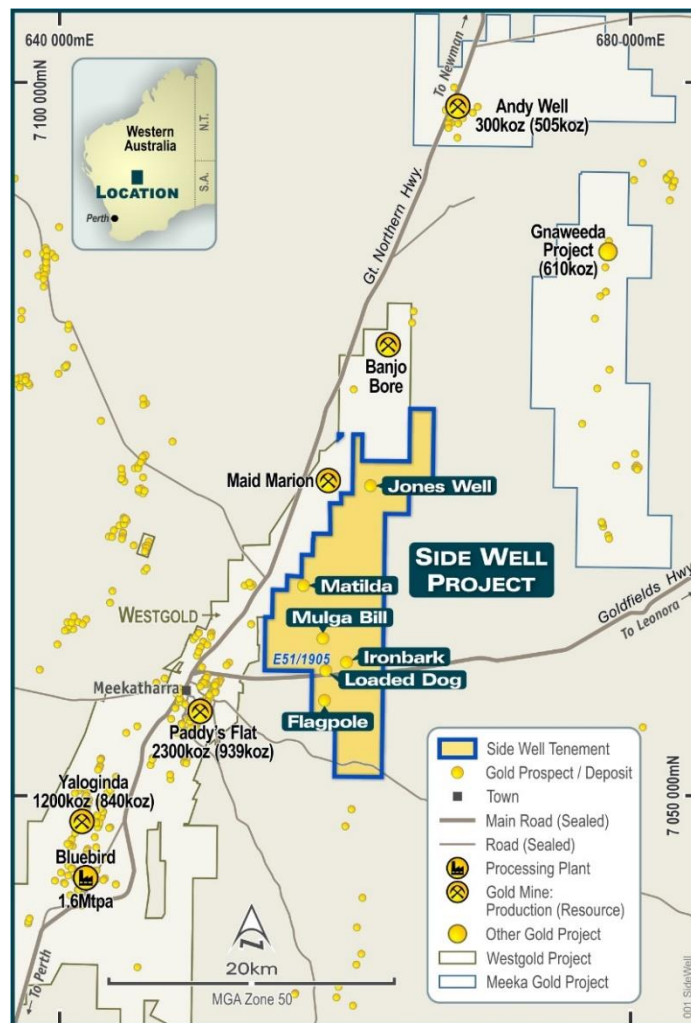 640 000mE
680 000mE
7 100 000mN
Western
Australia
N.T.
S.A.
LOCATION
Perth
To Newman
Andy Well
300koz (505koz)
Gt. Northern Hwy.
Gnaweeda
Project
(610koz)
Banjo
Bore
Maid Marion
Jones Well
SIDE WELL
PROJECT
Matilda
WESTGOLD
Mulga Bill
Goldfields Hwy
To Leonora
E51/1905
Ironbark
Loaded Dog
Meekatharra
Flagpole
Paddy's Flat
2300koz (939koz)
Yaloginda
1200koz (840koz)
Bluebird
1.6Mtpa
7 050 000mN
Side Well Tenement
Gold Prospect / Deposit
Town
Main Road (Sealed)
Road (Sealed)
Processing Plant
Gold Mine:
Production (Resource)
Other Gold Project
Westgold Project
Meeka Gold Project
N
20km
MGA Zone 50
To Perth
001 SideWell